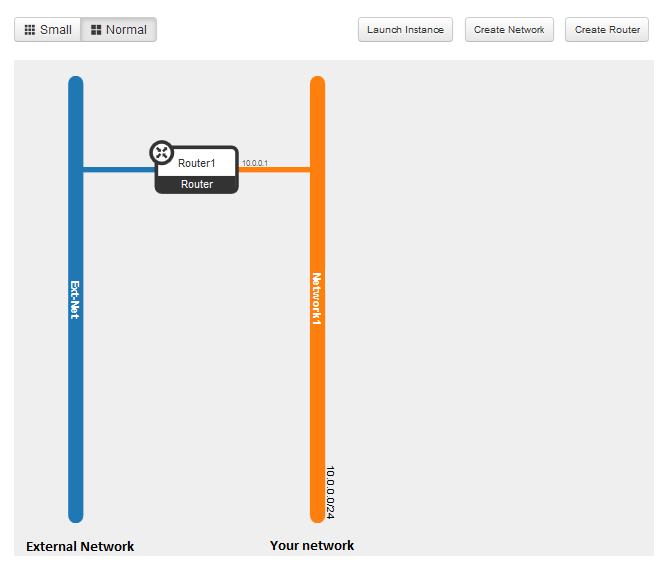 Small
Normal
Launch Instance
Create Network
Create Router
Router1
10.0.0.1
Router
Ext-Net
Network1
10.0.0.0/24
External Network
Your network